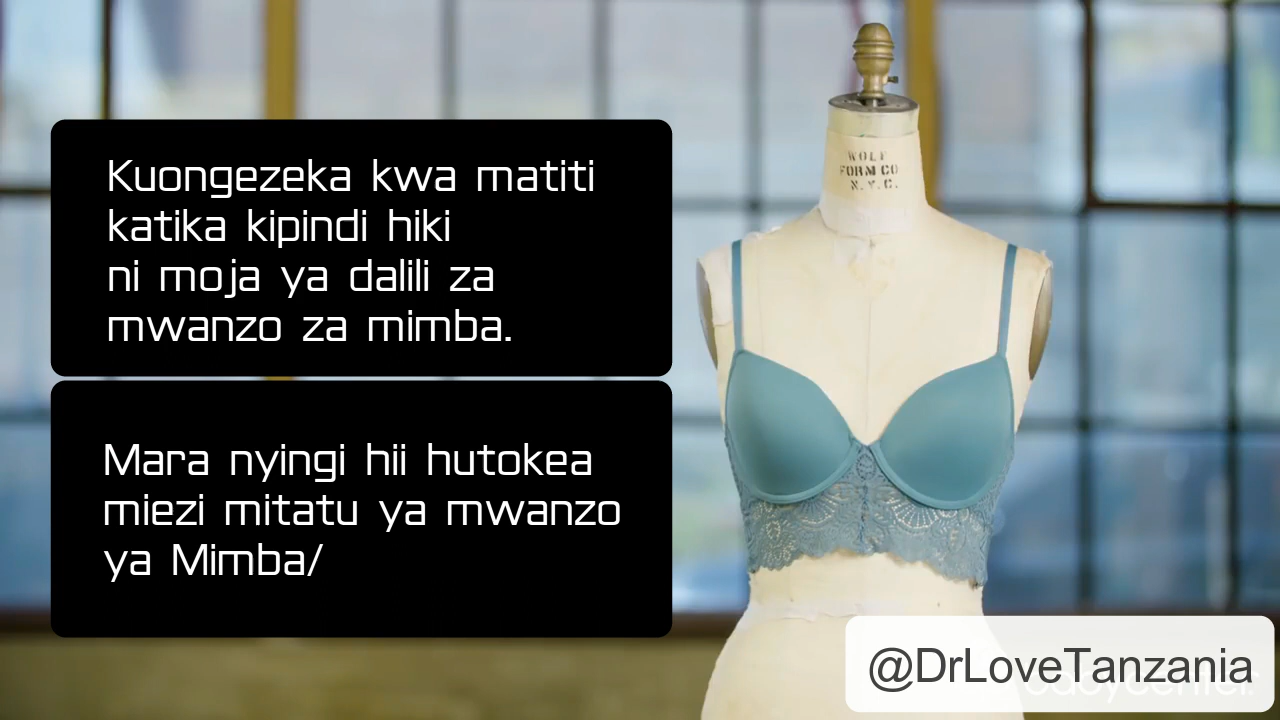 Kuongezeka kwa matiti
katika kipindi hiki
ni moja ya dalili za
mwanzo za mimba.
Mara nyingi hii hutokea
miezi mitatu ya mwanzo
ya Mimba/
WOLF
FORM CO
N.Y.C.
@DrLoveTanzania